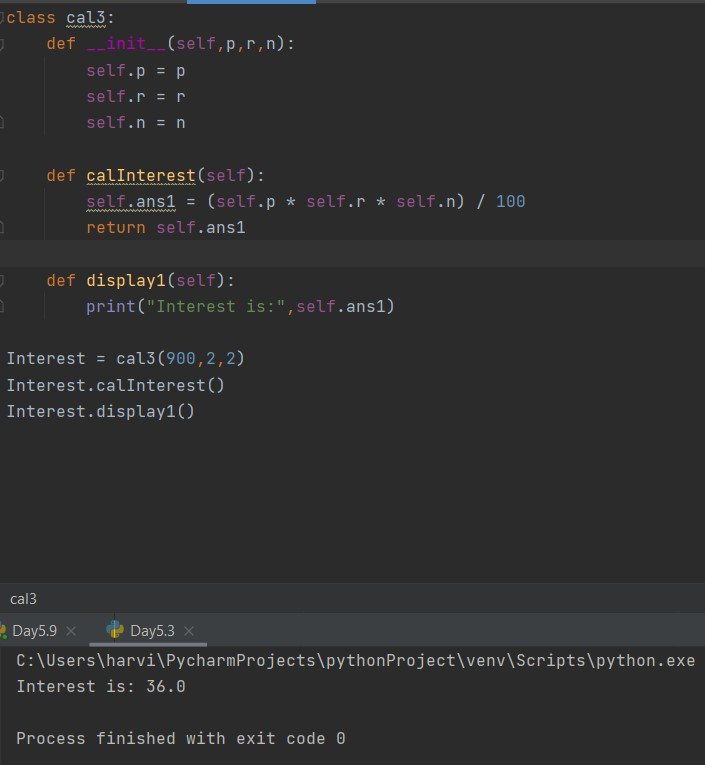 class cal3:
    def __init__(self,p,r,n):
        self.p = p
        self.r = r
        self.n = n

    def calInterest(self):
        self.ans1 = (self.p * self.r * self.n) / 100
        return self.ans1

    def display1(self):
        print("Interest is:",self.ans1)

Interest = cal3(900,2,2)
Interest.calInterest()
Interest.display1()
cal3
Day5.9 × Day5.3 ×
C:\Users\harvi\PycharmProjects\pythonProject\venv\Scripts\python.exe
Interest is: 36.0

Process finished with exit code 0